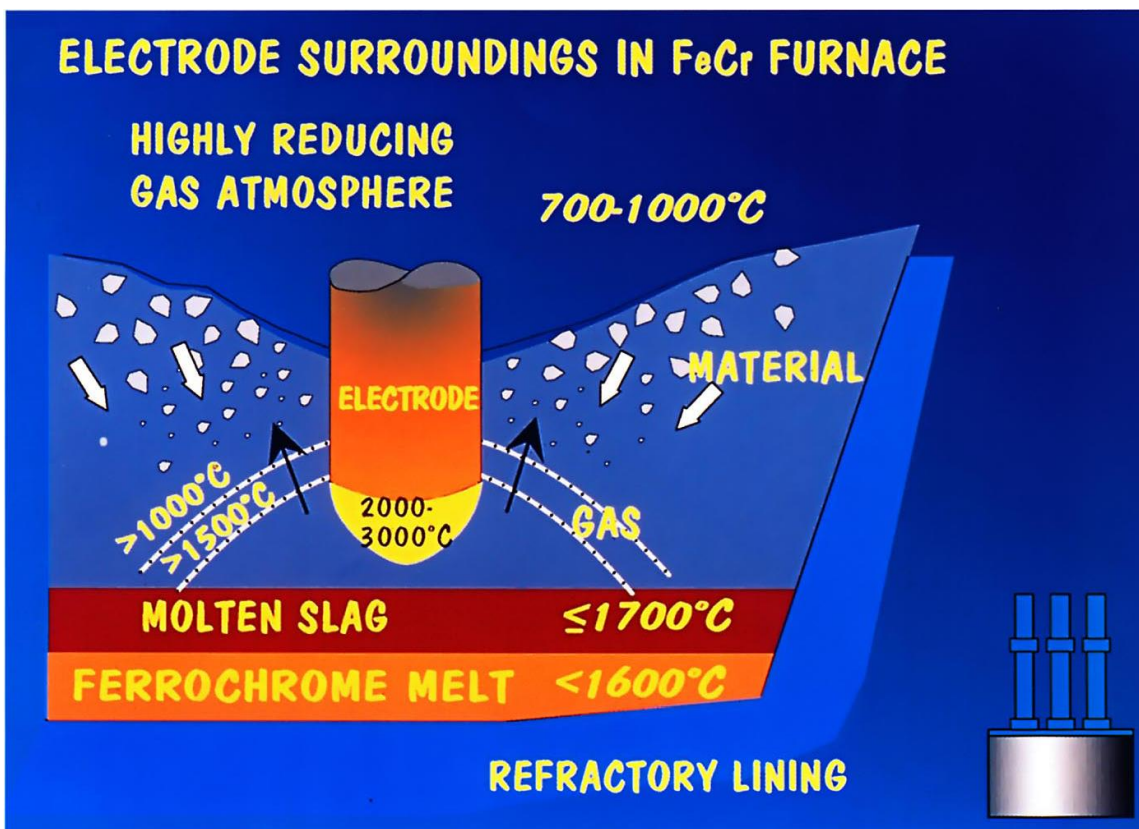 ELECTRODE SURROUNDINGS IN FeCr FURNACE
HIGHLY REDUCING
GAS ATMOSPHERE
700-1000°C
MATERIAL
ELECTRODE
>1000°C
>1500°C
2000-
3000°C
GAS
MOLTEN SLAG
≤1700°C
FERROCHROME MELT
<1600°C
REFRACTORY LINING